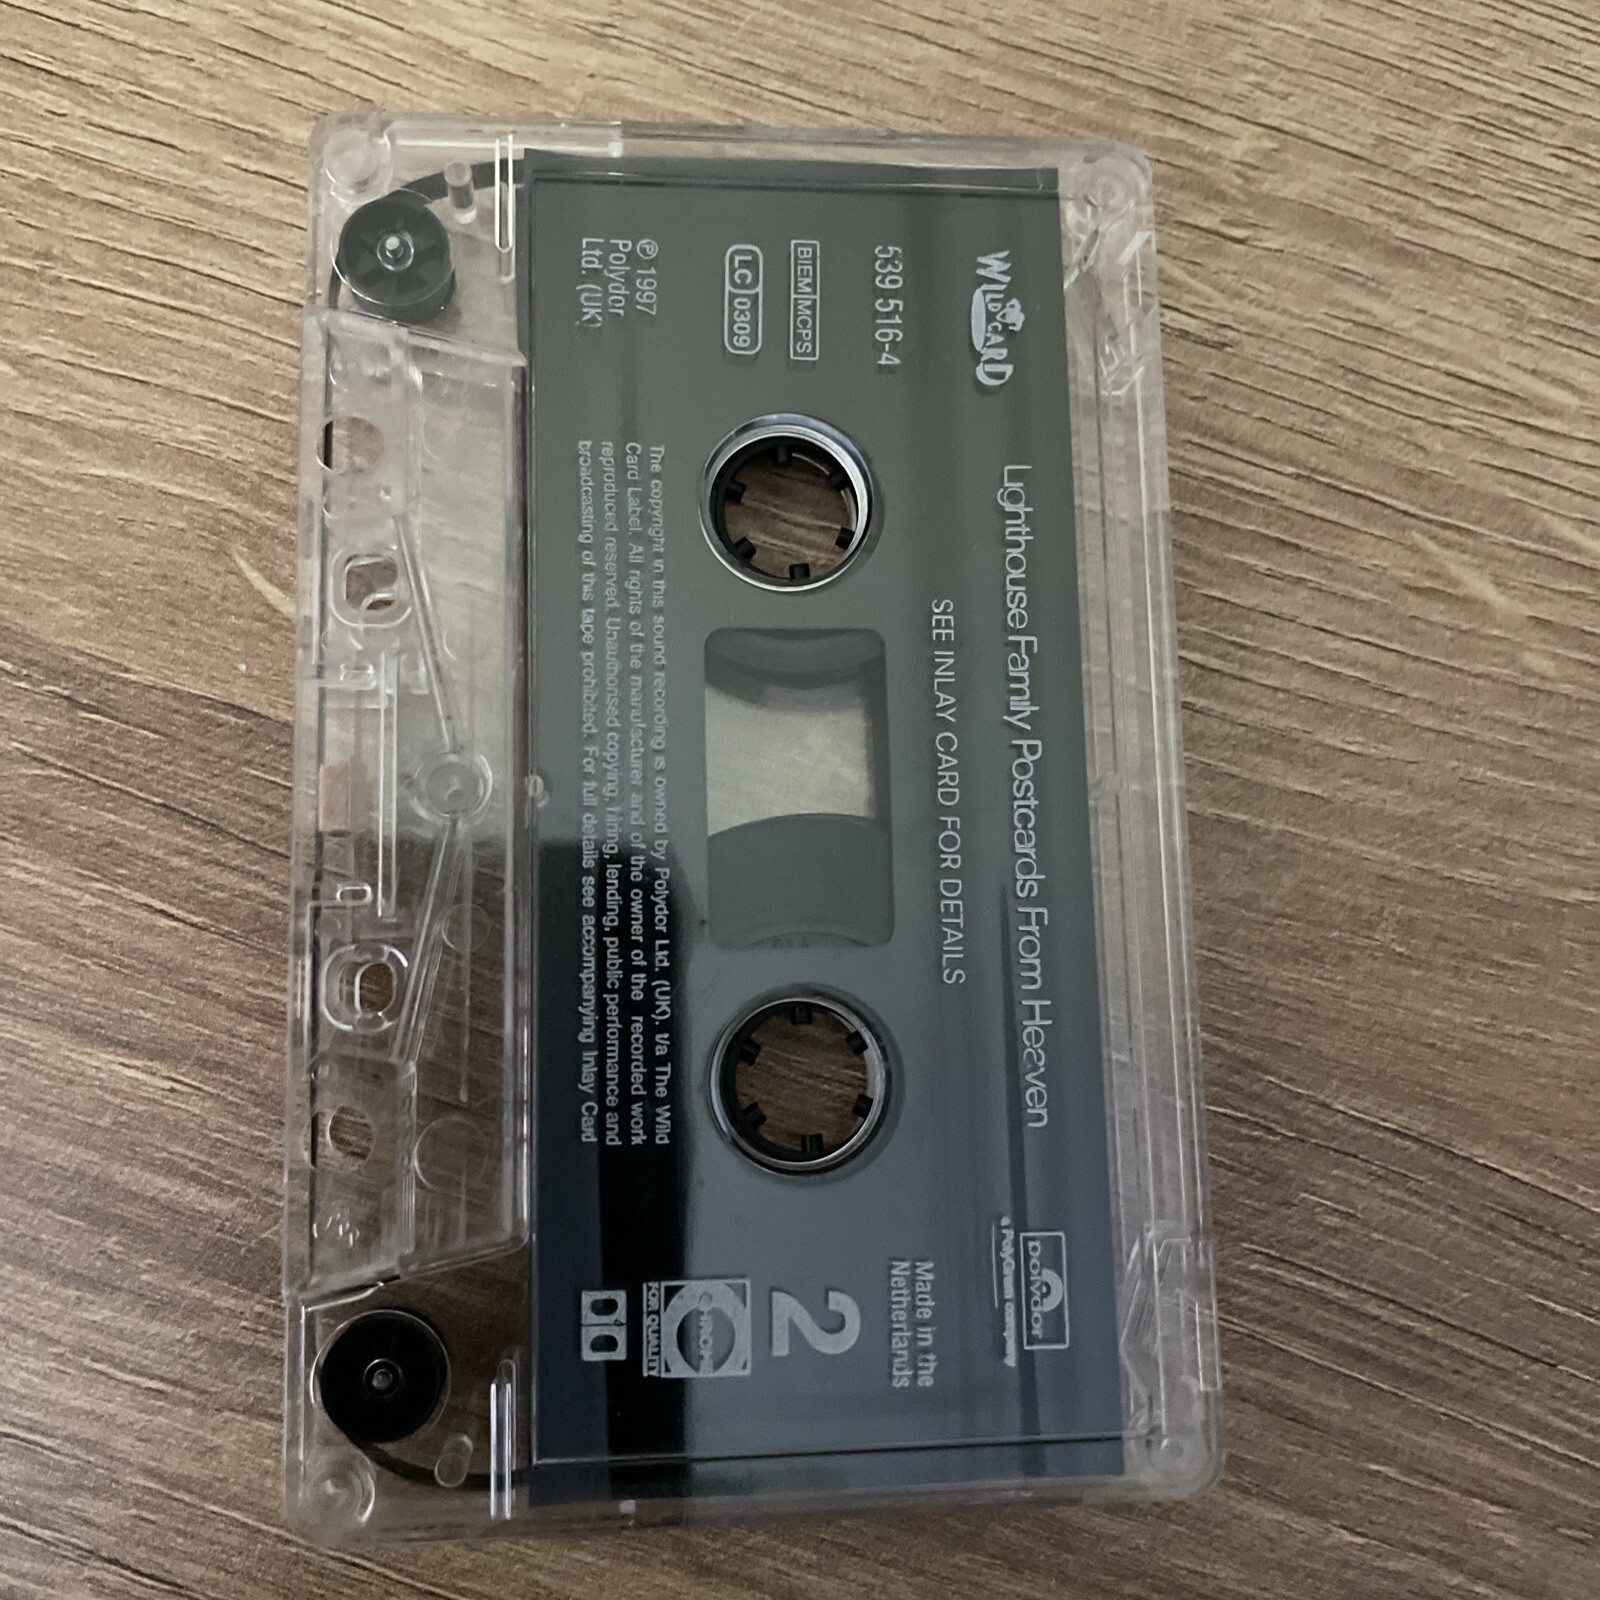 WILDCARD
Lighthouse Family Postcards From Heaven
polydor
a PolyGram company
539 516-4
SEE INLAY CARD FOR DETAILS
Made in the
Netherlands
BIEM/MCPS
LC 0309
2
CHROME
FOR QUALITY
℗ 1997
Polydor
Ltd. (UK)
The copyright in this sound recording is owned by Polydor Ltd. (UK). t/a The Wild
Card Label. All rights of the manufacturer and of the owner of the recorded work
reproduced reserved. Unauthorised copying, hiring, lending, public performance and
broadcasting of this tape prohibited. For full details see accompanying Inlay Card